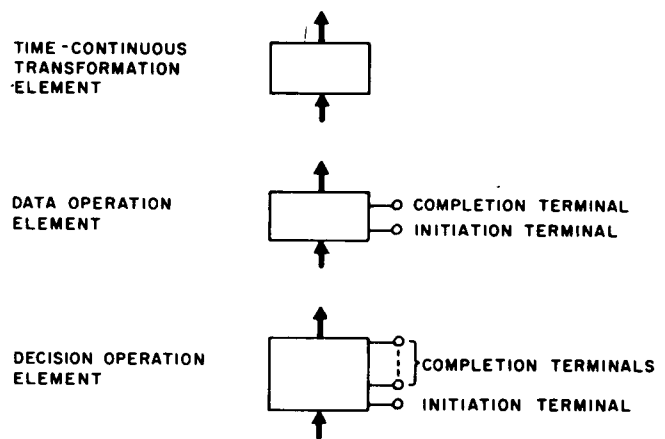 TIME-CONTINUOUS
TRANSFORMATION
ELEMENT
DATA OPERATION
ELEMENT
COMPLETION TERMINAL
INITIATION TERMINAL
DECISION OPERATION
ELEMENT
COMPLETION TERMINALS
INITIATION TERMINAL